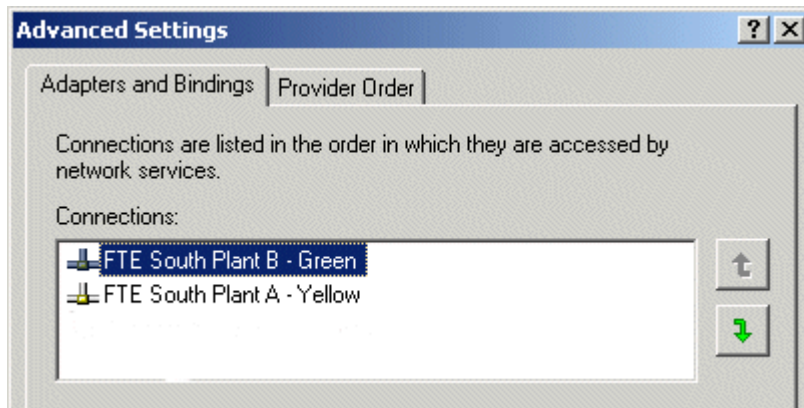 Advanced Settings
Adapters and Bindings
Provider Order
Connections are listed in the order in which they are accessed by
network services.
Connections:
FTE South Plant B - Green
FTE South Plant A - Yellow